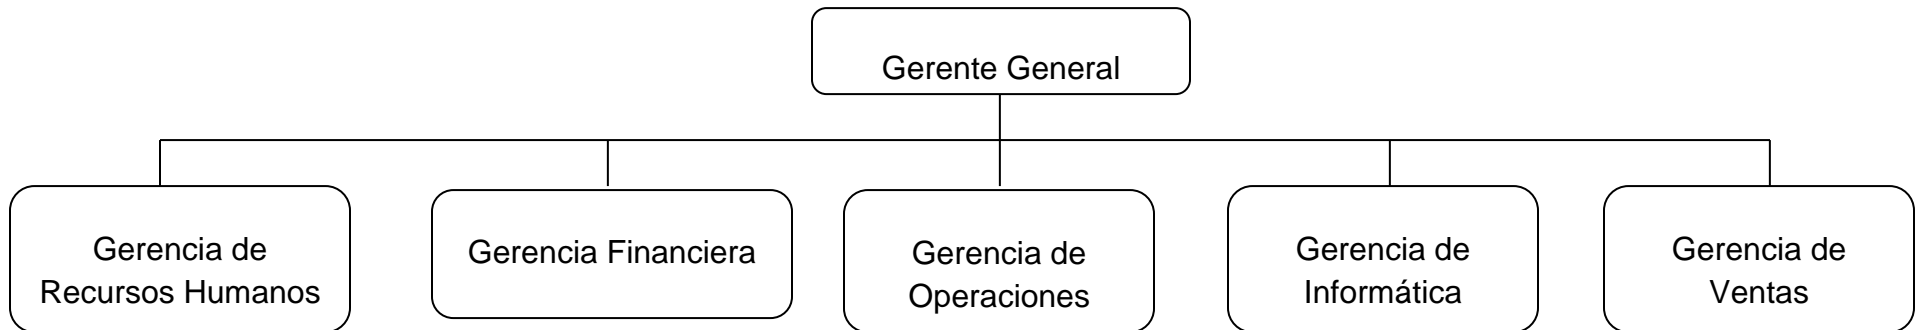 Gerente General
Gerencia de
Recursos Humanos
Gerencia Financiera
Gerencia de
Operaciones
Gerencia de
Informática
Gerencia de
Ventas